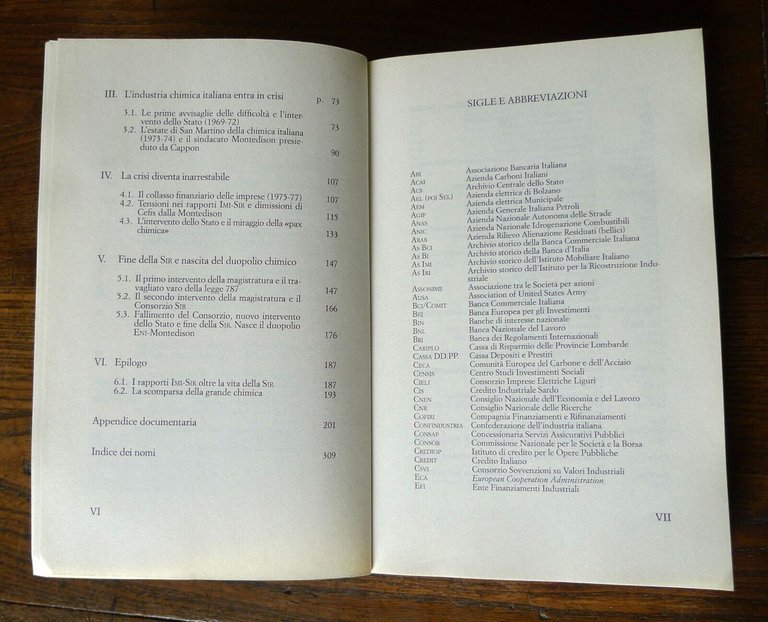 III. L'industria chimica italiana entra in crisi p. 73
3.1. Le prime avvisaglie delle difficoltà e l'inter-
vento dello Stato (1969-72) 73
3.2. L'estate di San Martino della chimica italiana
(1973-74) e il sindacato Montedison presie-
duto da Cappon 90
IV. La crisi diventa inarrestabile 107
4.1. Il collasso finanziario delle imprese (1975-77) 107
4.2. Tensioni nei rapporti IMI-SIR e dimissioni di
Cefis dalla Montedison 115
4.3. L'intervento dello Stato e il miraggio della «pax
chimica» 133
V. Fine della SIR e nascita del duopolio chimico 147
5.1. Il primo intervento della magistratura e il tra-
vagliato varo della legge 787 147
5.2. Il secondo intervento della magistratura e il
Consorzio SIR 166
5.3. Fallimento del Consorzio, nuovo intervento
dello Stato e fine della SIR. Nasce il duopolio
ENI-Montedison 176
VI. Epilogo 187
6.1. I rapporti IMI-SIR oltre la vita della SIR 187
6.2. La scomparsa della grande chimica 193
Appendice documentaria 201
Indice dei nomi 309
VI
SIGLE E ABBREVIAZIONI
ABI Associazione Bancaria Italiana
ACAI Azienda Carboni Italiani
ACS Archivio Centrale dello Stato
AEL (POI SEL) Azienda elettrica di Bolzano
AEM Azienda elettrica Municipale
AGIP Azienda Generale Italiana Petroli
ANAS Azienda Nazionale Autonoma delle Strade
ANIC Azienda Nazionale Idrogenazione Combustibili
ARAR Azienda Rilievo Alienazione Residuati (bellici)
AS BCI Archivio storico della Banca Commerciale Italiana
AS BI Archivio storico della Banca d'Italia
AS IMI Archivio storico dell'Istituto Mobiliare Italiano
AS IRI Archivio storico dell'Istituto per la Ricostruzione Indu-
striale
ASSONIME Associazione tra le Società per azioni
AUSA Association of United States Army
BCI/COMIT Banca Commerciale Italiana
BEI Banca Europea per gli Investimenti
BIN Banche di interesse nazionale
BNL Banca Nazionale del Lavoro
BRI Banca dei Regolamenti Internazionali
CARIPLO Cassa di Risparmio delle Provincie Lombarde
CASSA DD.PP. Cassa Depositi e Prestiti
CECA Comunità Europea del Carbone e dell'Acciaio
CENSIS Centro Studi Investimenti Sociali
CIELI Consorzio Imprese Elettriche Liguri
CIS Credito Industriale Sardo
CNEN Consiglio Nazionale dell'Economia e del Lavoro
CNR Consiglio Nazionale delle Ricerche
COFIRI Compagnia Finanziamenti e Rifinanziamenti
CONFINDUSTRIA Confederazione dell'industria italiana
CONSAP Concessionaria Servizi Assicurativi Pubblici
CONSOB Commissione Nazionale per le Società e la Borsa
CREDIOP Istituto di credito per le Opere Pubbliche
CREDIT Credito Italiano
CSVI Consorzio Sovvenzioni su Valori Industriali
ECA European Cooperation Administration
EFI Ente Finanziamenti Industriali
VII